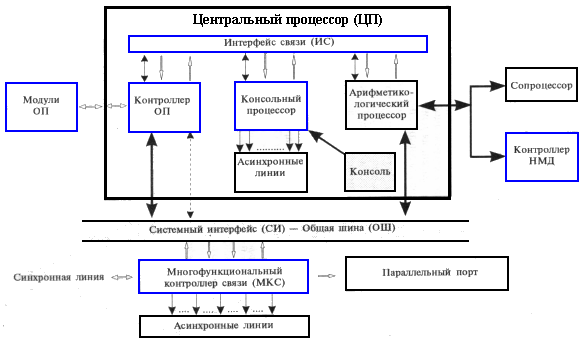 Центральный процессор (ЦП)
Интерфейс связи (ИС)
Модули
ОП
Контроллер
ОП
Консольный
процессор
Арифметико-
логический
процессор
Сопроцессор
Контроллер
НМД
Асинхронные
линии
Консоль
Системный интерфейс (СИ) — Общая шина (ОШ)
Синхронная линия
Многофункциональный
контроллер связи (МКС)
Параллельный порт
Асинхронные линии